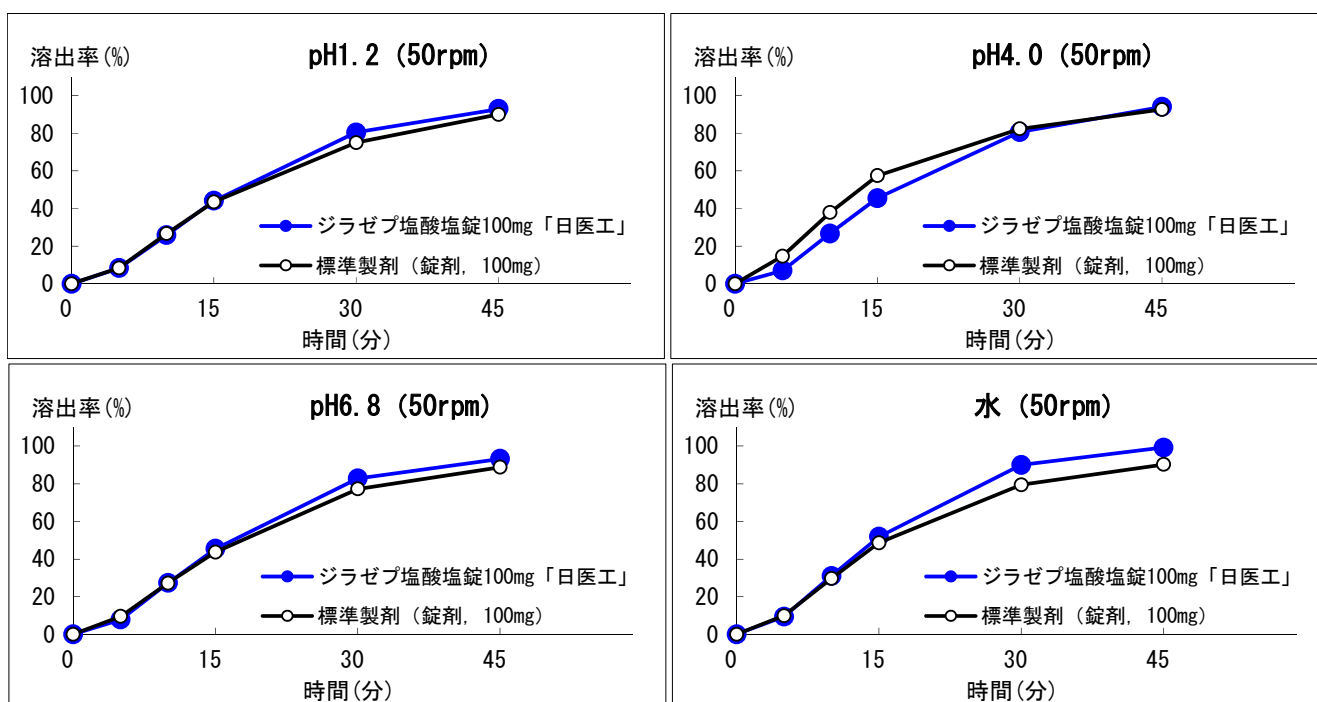 溶出率(%)
pH1.2 (50rpm)
100
80
60
40
20
0
ジラゼプ塩酸塩錠100mg「日医工」
標準製剤(錠剤, 100mg)
0 15 30 45
時間(分)
溶出率(%)
pH4.0 (50rpm)
100
80
60
40
20
0
ジラゼプ塩酸塩錠100mg「日医工」
標準製剤(錠剤, 100mg)
0 15 30 45
時間(分)
溶出率(%)
pH6.8 (50rpm)
100
80
60
40
20
0
ジラゼプ塩酸塩錠100mg「日医工」
標準製剤(錠剤, 100mg)
0 15 30 45
時間(分)
溶出率(%)
水 (50rpm)
100
80
60
40
20
0
ジラゼプ塩酸塩錠100mg「日医工」
標準製剤(錠剤, 100mg)
0 15 30 45
時間(分)